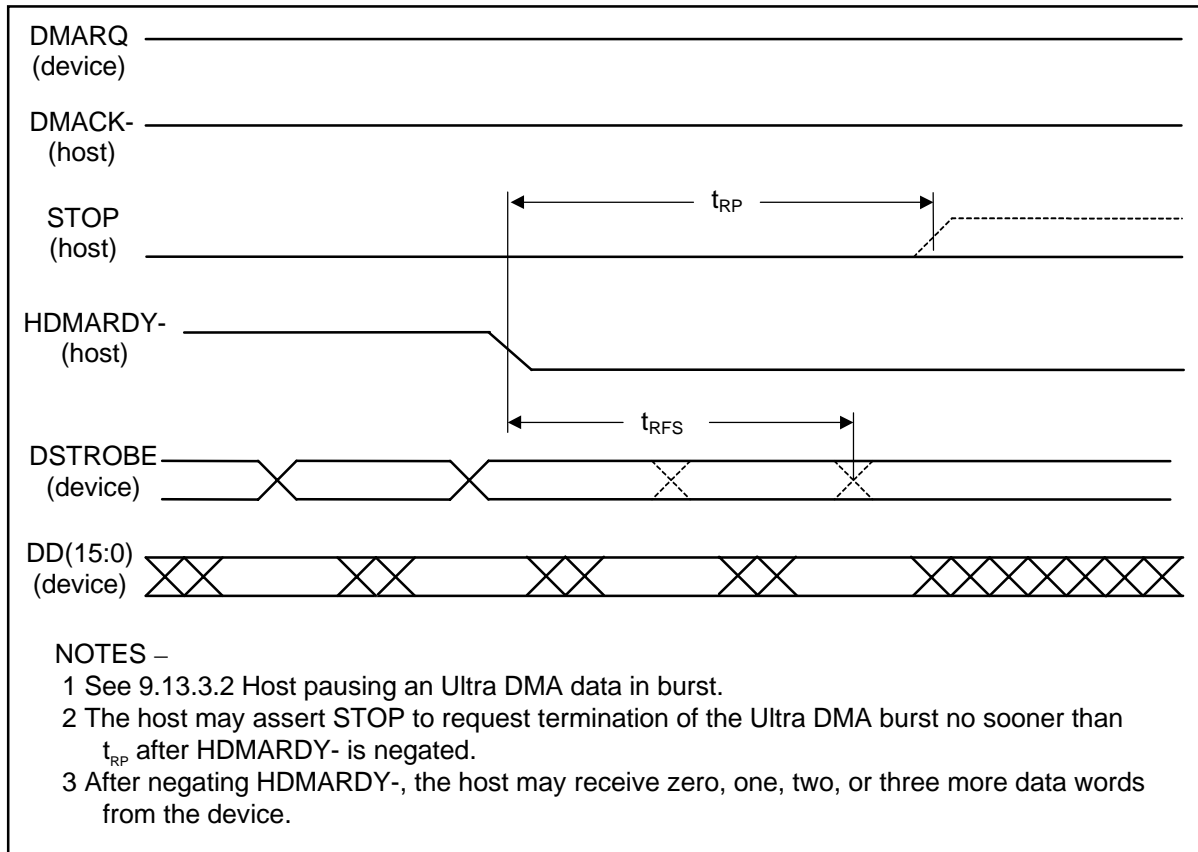 DMARQ
(device)
DMACK-
(host)
STOP
(host)
tRP
HDMARDY-
(host)
tRFS
DSTROBE
(device)
DD(15:0)
(device)
NOTES –
1 See 9.13.3.2 Host pausing an Ultra DMA data in burst.
2 The host may assert STOP to request termination of the Ultra DMA burst no sooner than
tRP after HDMARDY- is negated.
3 After negating HDMARDY-, the host may receive zero, one, two, or three more data words
from the device.